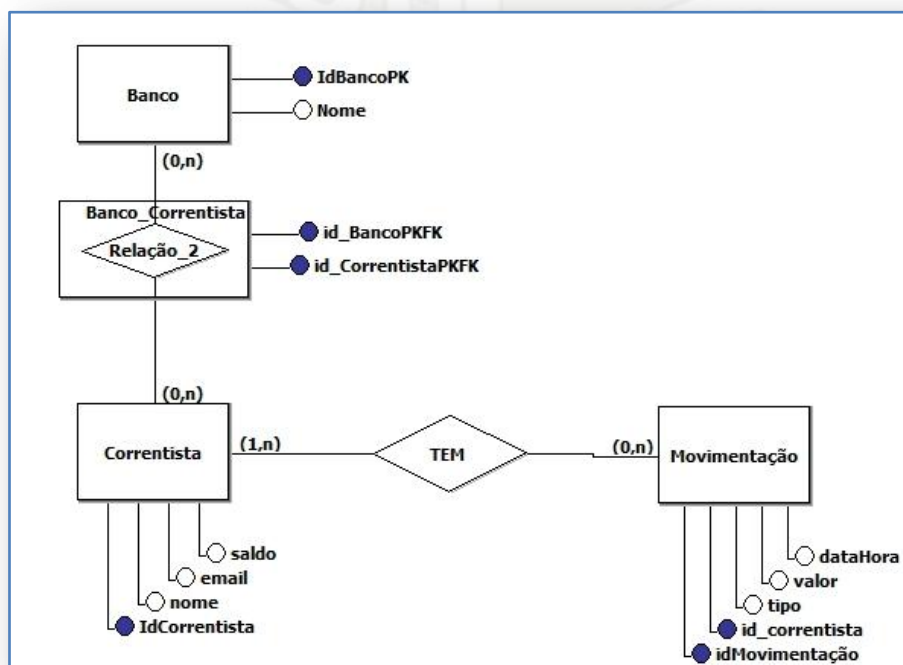 Banco
IdBancoPK
Nome
(0,n)
Banco_Correntista
Relação_2
id_BancoPKFK
id_CorrentistaPKFK
(0,n)
Correntista
(1,n)
TEM
(0,n)
Movimentação
saldo
email
nome
IdCorrentista
dataHora
valor
tipo
id_correntista
idMovimentação